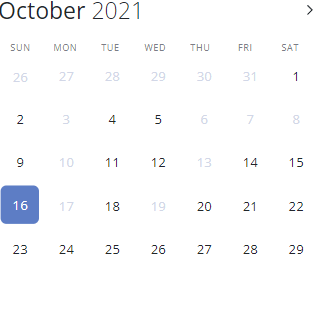 October 2021
SUN MON TUE WED THU FRI SAT
26 27 28 29 30 31 1
2 3 4 5 6 7 8
9 10 11 12 13 14 15
16 17 18 19 20 21 22
23 24 25 26 27 28 29